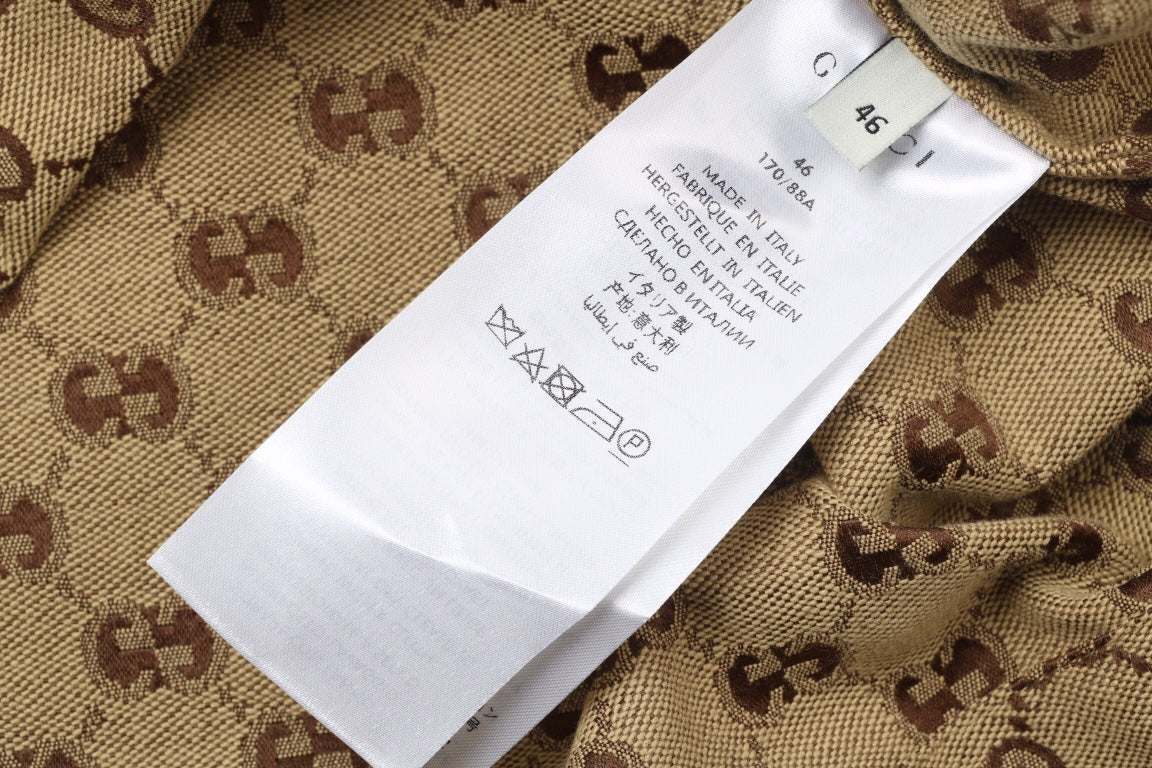 G CI
46
46
170/88A
MADE IN ITALY
FABRIQUE EN ITALIE
HERGESTELLT IN ITALIEN
HECHO EN ITALIA
СДЕЛАНО В ИТАЛИИ
イタリア製
产地:意大利
صنع في ايطاليا
P